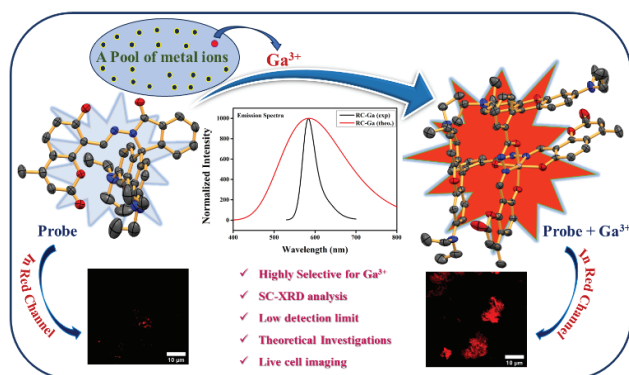 A Pool of metal ions
Ga³⁺
Emission Spectra
RC-Ga (exp)
RC-Ga (theo.)
Normalized Intensity
1000
800
600
400
200
0
400
500
600
700
800
Wavelength (nm)
Probe
Probe + Ga³⁺
In Red Channel
In Red Channel
✓ Highly Selective for Ga³⁺
✓ SC-XRD analysis
✓ Low detection limit
✓ Theoretical Investigations
✓ Live cell imaging
10 μm
10 μm